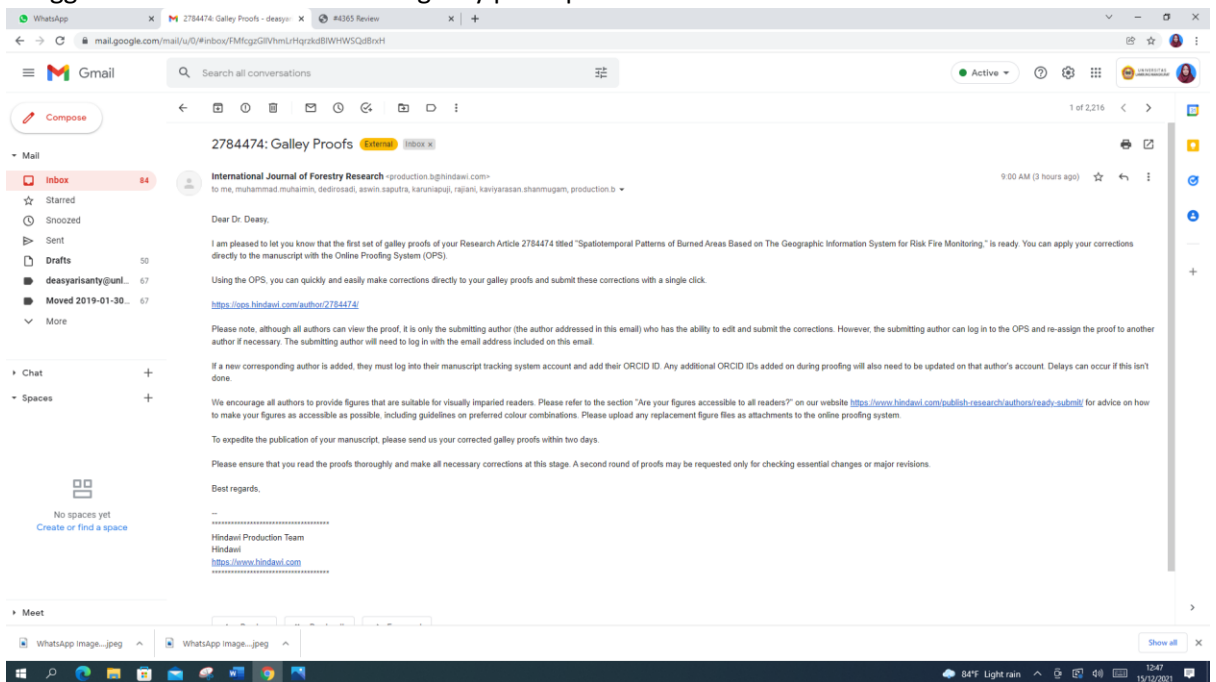 WhatsApp
2784474: Galley Proofs - deasyar
#4365 Review
mail.google.com/mail/u/0/#inbox/FMfcgzGllVhmLrHqrzkdBlWHWSQdBrxH
Gmail
Search all conversations
Active
Compose
1 of 2,216
2784474: Galley Proofs External Inbox x
Mail
Inbox 84
Starred
Snoozed
Sent
Drafts 50
deasyarisanty@unl... 67
Moved 2019-01-30... 67
More
Chat
Spaces
No spaces yet
Create or find a space
Meet
International Journal of Forestry Research <production.b@hindawi.com>
9:00 AM (3 hours ago)
to me, muhammad.muhaimin, dedirosadi, aswin.saputra, karuniapuji, rajiani, kaviyarasan.shanmugam, production.b
Dear Dr. Deasy,
I am pleased to let you know that the first set of galley proofs of your Research Article 2784474 titled "Spatiotemporal Patterns of Burned Areas Based on The Geographic Information System for Risk Fire Monitoring," is ready. You can apply your corrections
directly to the manuscript with the Online Proofing System (OPS).
Using the OPS, you can quickly and easily make corrections directly to your galley proofs and submit these corrections with a single click.
https://ops.hindawi.com/author/2784474/
Please note, although all authors can view the proof, it is only the submitting author (the author addressed in this email) who has the ability to edit and submit the corrections. However, the submitting author can log in to the OPS and re-assign the proof to another
author if necessary. The submitting author will need to log in with the email address included on this email.
If a new corresponding author is added, they must log into their manuscript tracking system account and add their ORCID ID. Any additional ORCID IDs added on during proofing will also need to be updated on that author's account. Delays can occur if this isn't
done.
We encourage all authors to provide figures that are suitable for visually imparied readers. Please refer to the section "Are your figures accessible to all readers?" on our website https://www.hindawi.com/publish-research/authors/ready-submit/ for advice on how
to make your figures as accessible as possible, including guidelines on preferred colour combinations. Please upload any replacement figure files as attachments to the online proofing system.
To expedite the publication of your manuscript, please send us your corrected galley proofs within two days.
Please ensure that you read the proofs thoroughly and make all necessary corrections at this stage. A second round of proofs may be requested only for checking essential changes or major revisions.
Best regards,
--
************************************
Hindawi Production Team
Hindawi
https://www.hindawi.com
************************************
WhatsApp Image...jpeg
WhatsApp Image...jpeg
Show all
84°F Light rain
12:47
15/12/2021